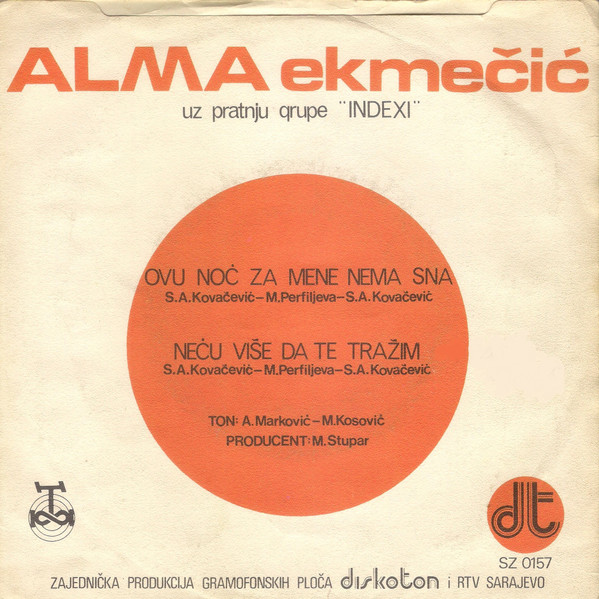 ALMA ekmečić
uz pratnju grupe "INDEXI"
OVU NOĆ ZA MENE NEMA SNA
S.A.Kovačević–M.Perfiljeva–S.A.Kovačević
NEĆU VIŠE DA TE TRAŽIM
S.A.Kovačević–M.Perfiljeva–S.A.Kovačević
TON: A.Marković–M.Kosović
PRODUCENT: M.Stupar
dt
SZ 0157
ZAJEDNIČKA PRODUKCIJA GRAMOFONSKIH PLOČA diskoton i RTV SARAJEVO